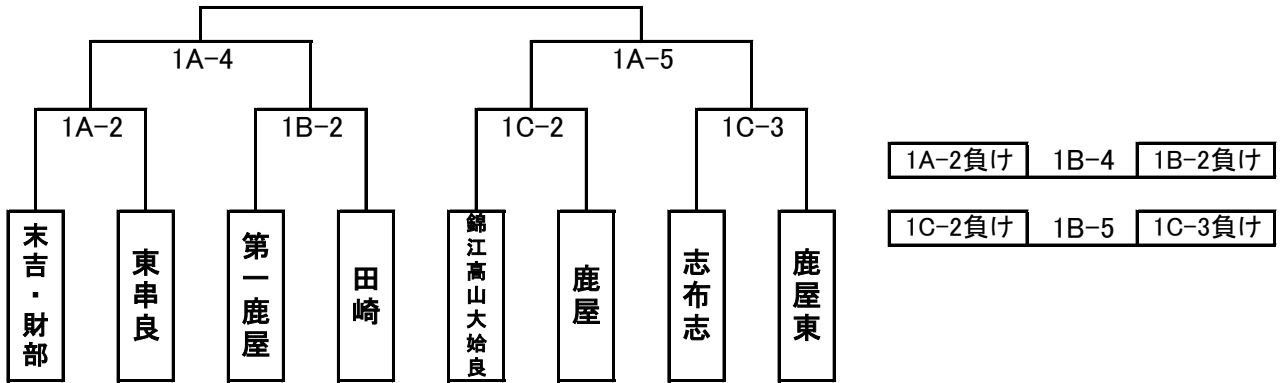 1A-4
1A-5
1A-2
1B-2
1C-2
1C-3
1A-2負け 1B-4 1B-2負け
1C-2負け 1B-5 1C-3負け
末吉・財部
東串良
第一鹿屋
田崎
錦江高山大姶良
鹿屋
志布志
鹿屋東